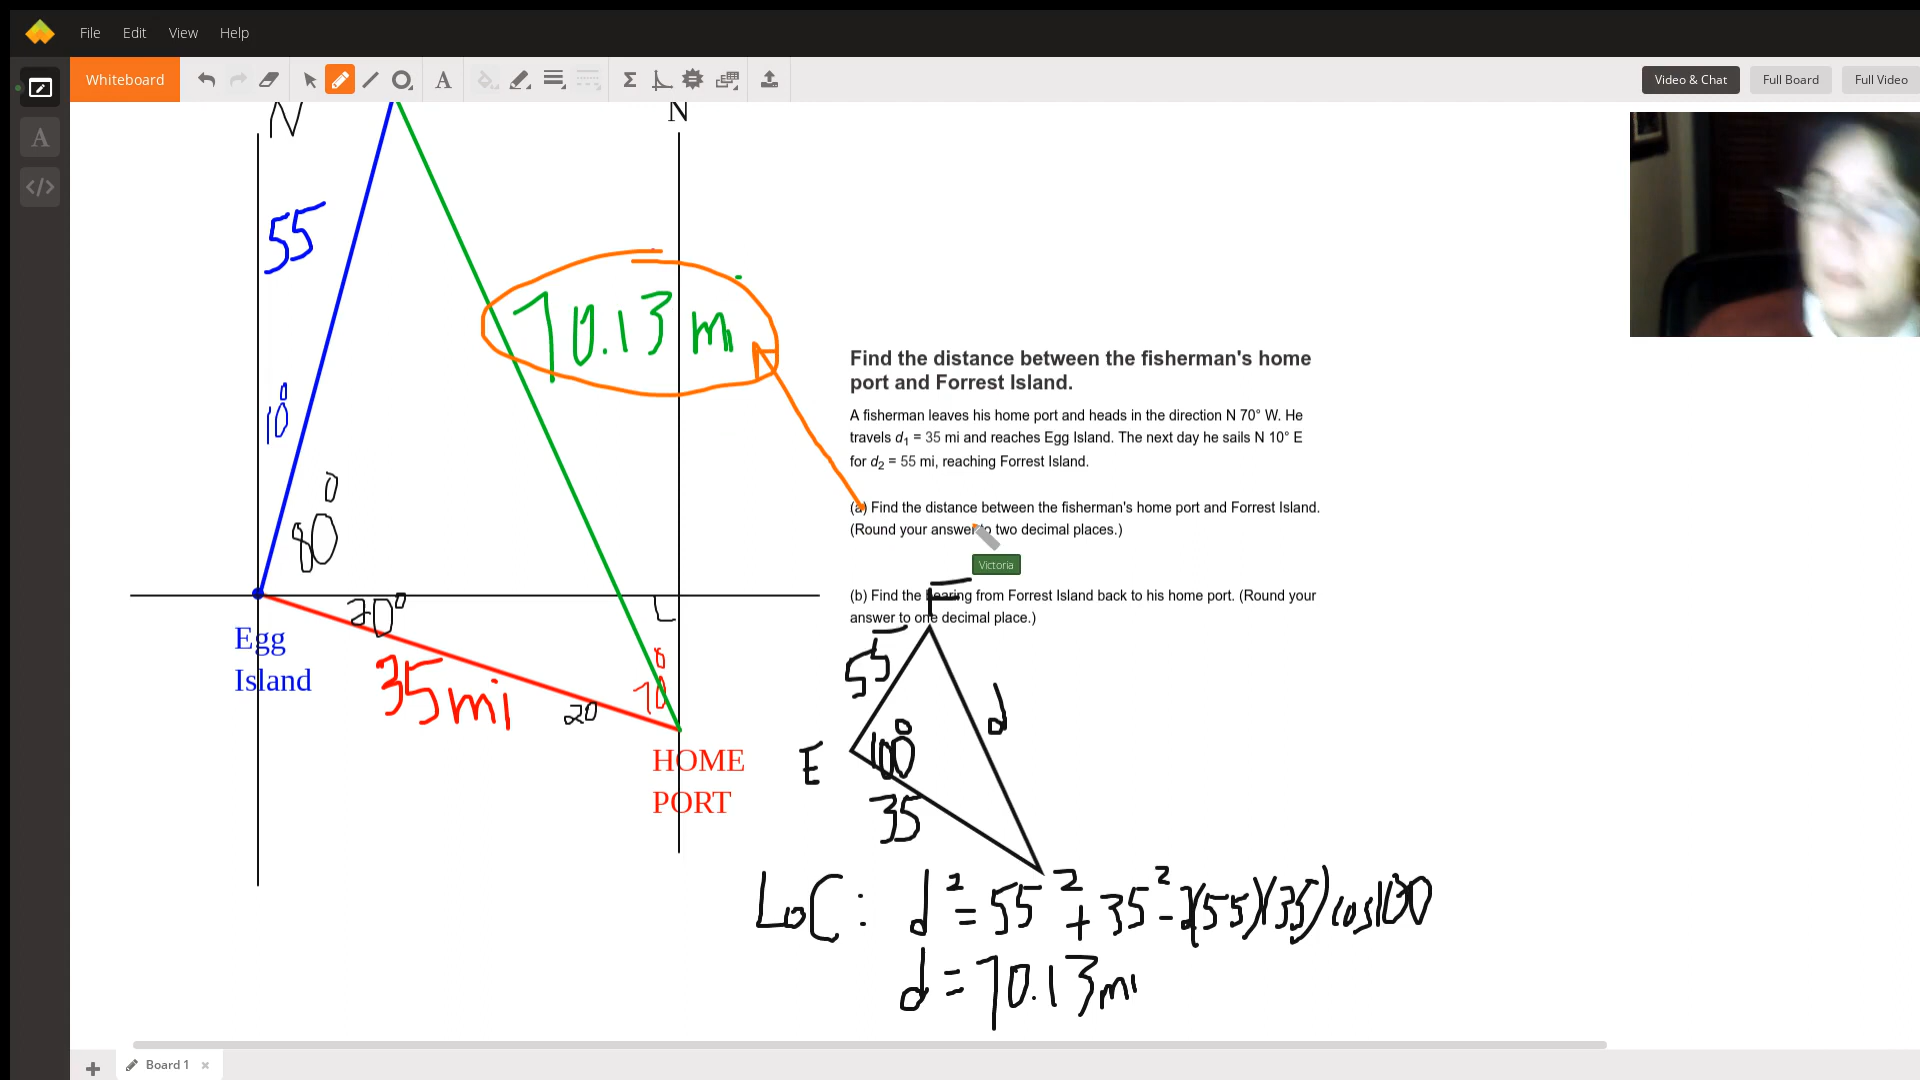 File Edit View Help
Whiteboard
A
Σ
Video & Chat Full Board Full Video
A
</>
N
N
55
70.13 mi
10°
80°
20°
Egg
Island
35mi
20
70°
HOME
PORT
Find the distance between the fisherman's home
port and Forrest Island.
A fisherman leaves his home port and heads in the direction N 70° W. He
travels d₁ = 35 mi and reaches Egg Island. The next day he sails N 10° E
for d₂ = 55 mi, reaching Forrest Island.
(a) Find the distance between the fisherman's home port and Forrest Island.
(Round your answer to two decimal places.)
Victoria
(b) Find the bearing from Forrest Island back to his home port. (Round your
answer to one decimal place.)
F
55
d
E
100°
35
LoC: d² = 55² + 35² - 2(55)(35) cos100
d = 70.13mi
Board 1